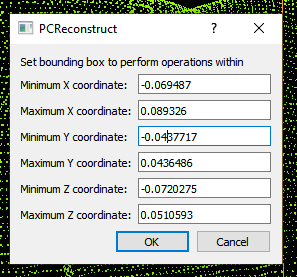 PCReconstruct
Set bounding box to perform operations within
Minimum X coordinate: -0.069487
Maximum X coordinate: 0.089326
Minimum Y coordinate: -0.0437717
Maximum Y coordinate: 0.0436486
Minimum Z coordinate: -0.0720275
Maximum Z coordinate: 0.0510593
OK Cancel